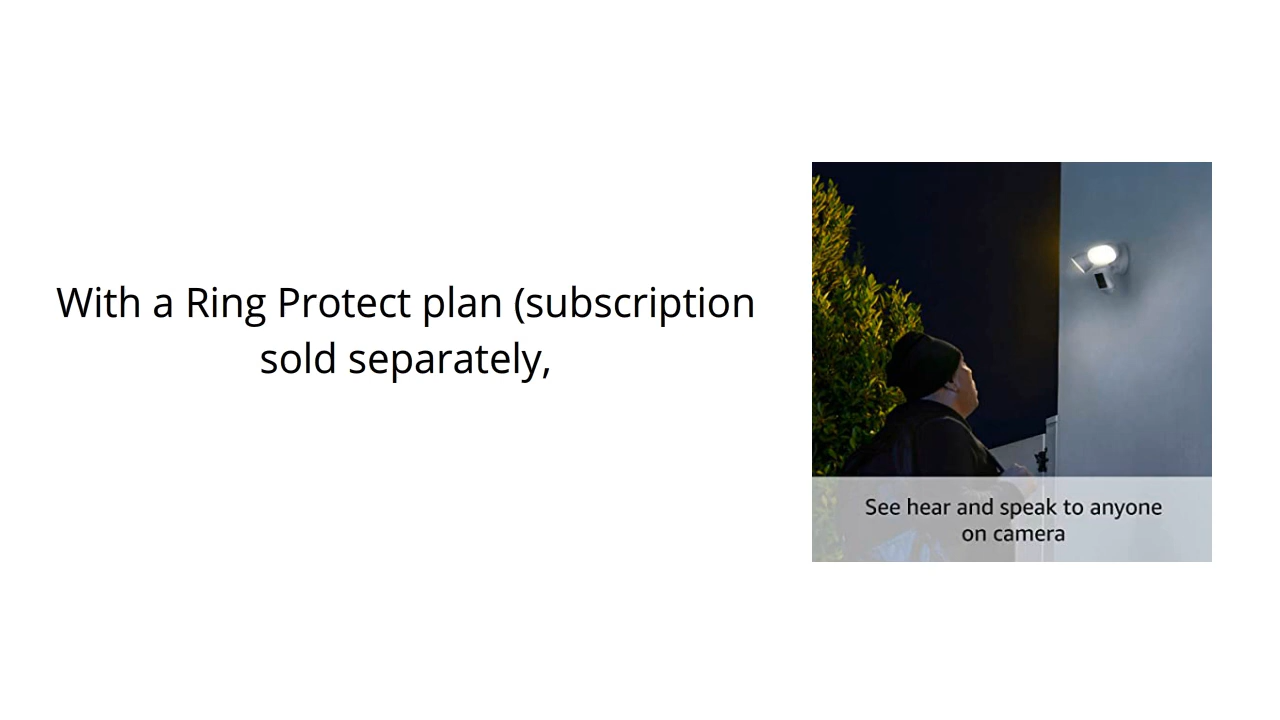 With a Ring Protect plan (subscription
sold separately,
See hear and speak to anyone
on camera